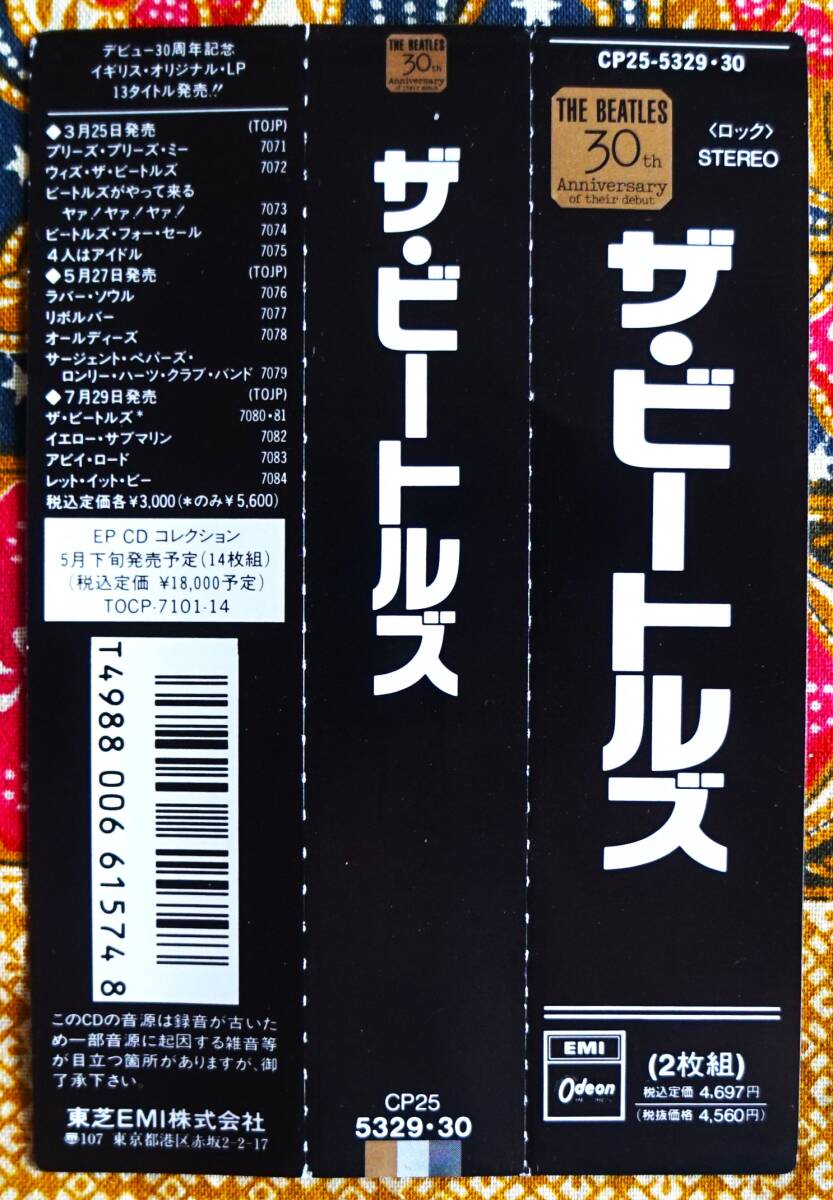 デビュー30周年記念
イギリス・オリジナル・LP
13タイトル発売!!
◆3月25日発売 (TOJP)
プリーズ・プリーズ・ミー 7071
ウィズ・ザ・ビートルズ 7072
ビートルズがやって来る
ヤァ!ヤァ!ヤァ! 7073
ビートルズ・フォー・セール 7074
4人はアイドル 7075
◆5月27日発売 (TOJP)
ラバー・ソウル 7076
リボルバー 7077
オールディーズ 7078
サージェント・ペパーズ・
ロンリー・ハーツ・クラブ・バンド 7079
◆7月29日発売 (TOJP)
ザ・ビートルズ* 7080・81
イエロー・サブマリン 7082
アビイ・ロード 7083
レット・イット・ビー 7084
税込定価各¥3,000(*のみ¥5,600)
EP CD コレクション
5月下旬発売予定(14枚組)
(税込定価 ¥18,000予定)
TOCP-7101-14
T4988 006 61574 8
このCDの音源は録音が古いため
め一部音源に起因する雑音等
が目立つ箇所がありますが、御
了承下さい。
東芝EMI株式会社
〠107 東京都港区赤坂2-2-17
THE BEATLES
30th
Anniversary
of their debut
ザ・ビートルズ
CP25
5329・30
CP25-5329・30
THE BEATLES
30th
Anniversary
of their debut
〈ロック〉
STEREO
ザ・ビートルズ
EMI
Odeon
(2枚組)
税込定価 4,697円
(税抜価格 4,560円)